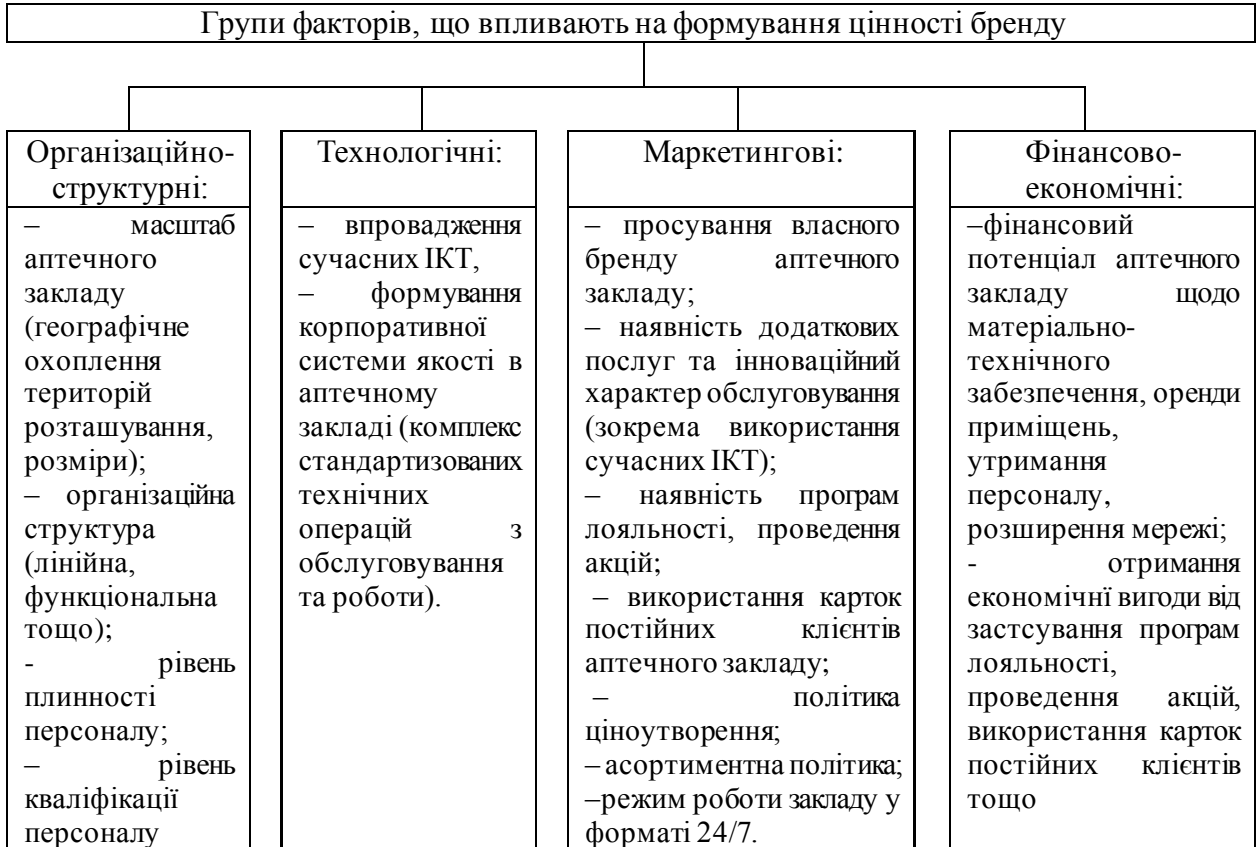 Групи факторів, що впливають на формування цінності бренду
Організаційно-
структурні:
– масштаб
аптечного
закладу
(географічне
охоплення
територій
розташування,
розміри);
– організаційна
структура
(лінійна,
функціональна
тощо);
- рівень
плинності
персоналу;
– рівень
кваліфікації
персоналу
Технологічні:
– впровадження
сучасних ІКТ,
– формування
корпоративної
системи якості в
аптечному
закладі (комплекс
стандартизованих
технічних
операцій з
обслуговування
та роботи).
Маркетингові:
– просування власного
бренду аптечного
закладу;
– наявність додаткових
послуг та інноваційний
характер обслуговування
(зокрема використання
сучасних ІКТ);
– наявність програм
лояльності, проведення
акцій;
– використання карток
постійних клієнтів
аптечного закладу;
– політика
ціноутворення;
– асортиментна політика;
–режим роботи закладу у
форматі 24/7.
Фінансово-
економічні:
–фінансовий
потенціал аптечного
закладу щодо
матеріально-
технічного
забезпечення, оренди
приміщень,
утримання
персоналу,
розширення мережі;
- отримання
економічнї вигоди від
застсування програм
лояльності,
проведення акцій,
використання карток
постійних клієнтів
тощо